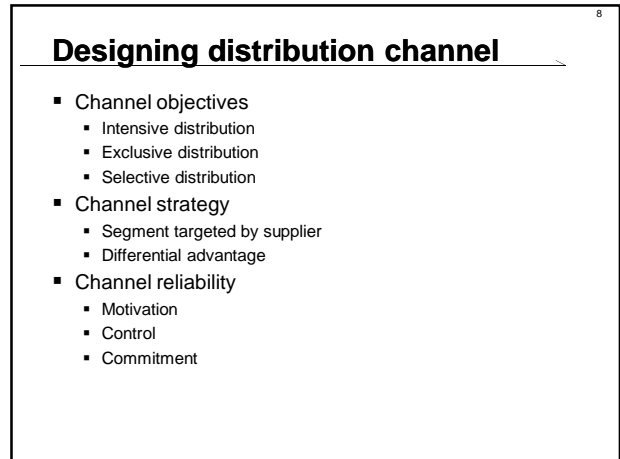 8
Designing distribution channel
▪ Channel objectives
▪ Intensive distribution
▪ Exclusive distribution
▪ Selective distribution
▪ Channel strategy
▪ Segment targeted by supplier
▪ Differential advantage
▪ Channel reliability
▪ Motivation
▪ Control
▪ Commitment